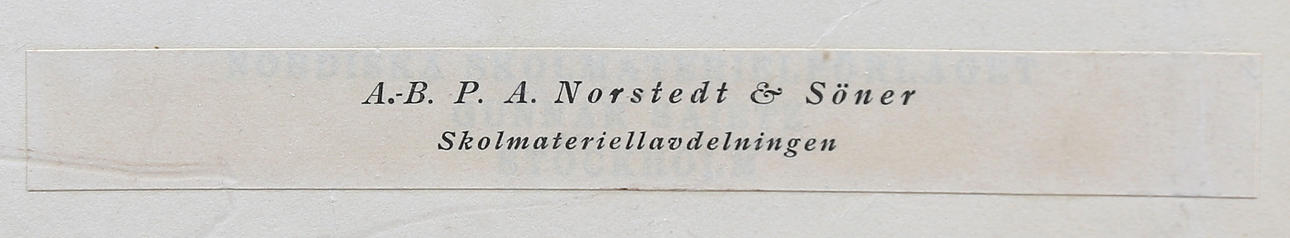 A.-B. P. A. Norstedt & Söner
Skolmateriellavdelningen